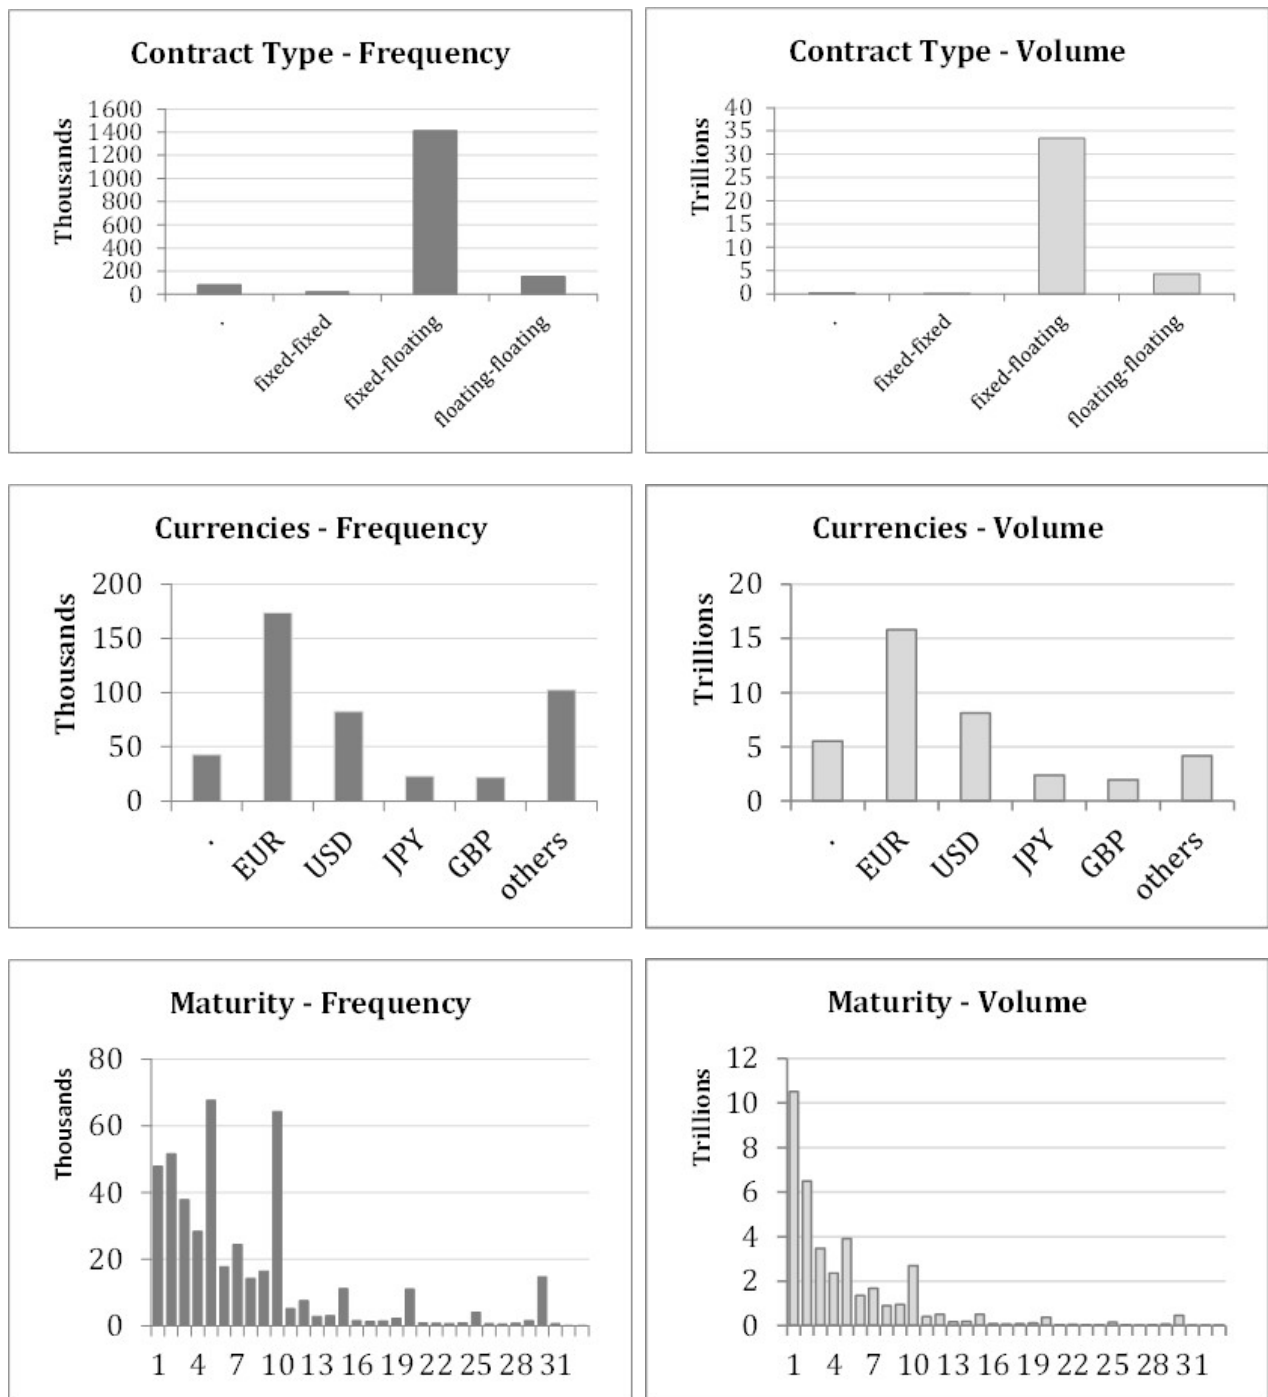 Contract Type - Frequency
Thousands
1600
1400
1200
1000
800
600
400
200
0
.
fixed-fixed
fixed-floating
floating-floating
Contract Type - Volume
Trillions
40
35
30
25
20
15
10
5
0
.
fixed-fixed
fixed-floating
floating-floating
Currencies - Frequency
Thousands
200
150
100
50
0
.
EUR
USD
JPY
GBP
others
Currencies - Volume
Trillions
20
15
10
5
0
.
EUR
USD
JPY
GBP
others
Maturity - Frequency
Thousands
80
60
40
20
0
1 4 7 10 13 16 19 22 25 28 31
Maturity - Volume
Trillions
12
10
8
6
4
2
0
1 4 7 10 13 16 19 22 25 28 31